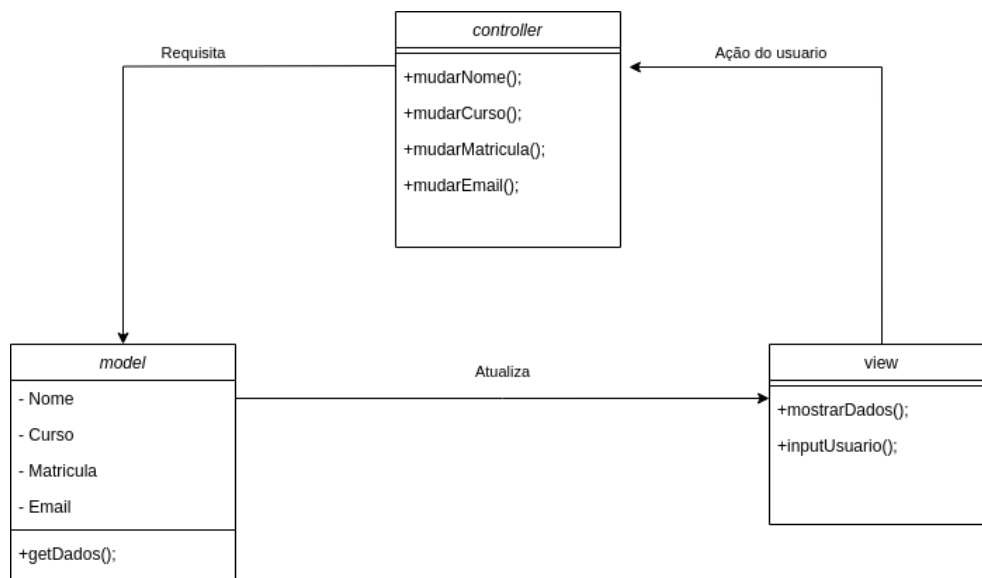 controller
Requisita
Ação do usuario
+mudarNome();
+mudarCurso();
+mudarMatricula();
+mudarEmail();
model
Atualiza
view
- Nome
- Curso
- Matricula
- Email
+getDados();
+mostrarDados();
+inputUsuario();